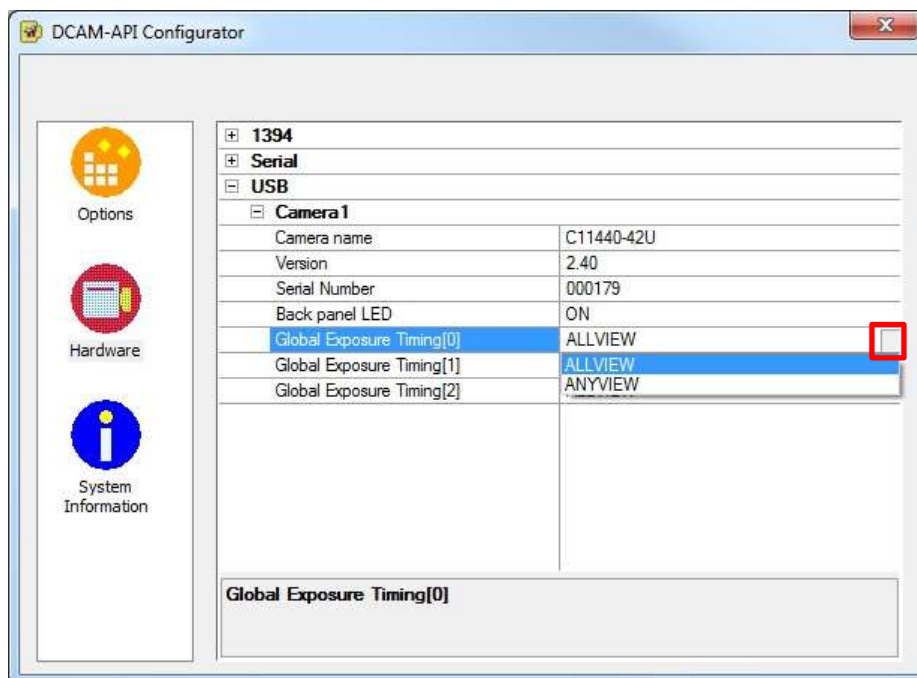 DCAM-API Configurator
Options
Hardware
System
Information
1394
Serial
USB
Camera1
Camera name C11440-42U
Version 2.40
Serial Number 000179
Back panel LED ON
Global Exposure Timing[0] ALLVIEW
Global Exposure Timing[1] ALLVIEW
Global Exposure Timing[2] ANYVIEW
Global Exposure Timing[0]